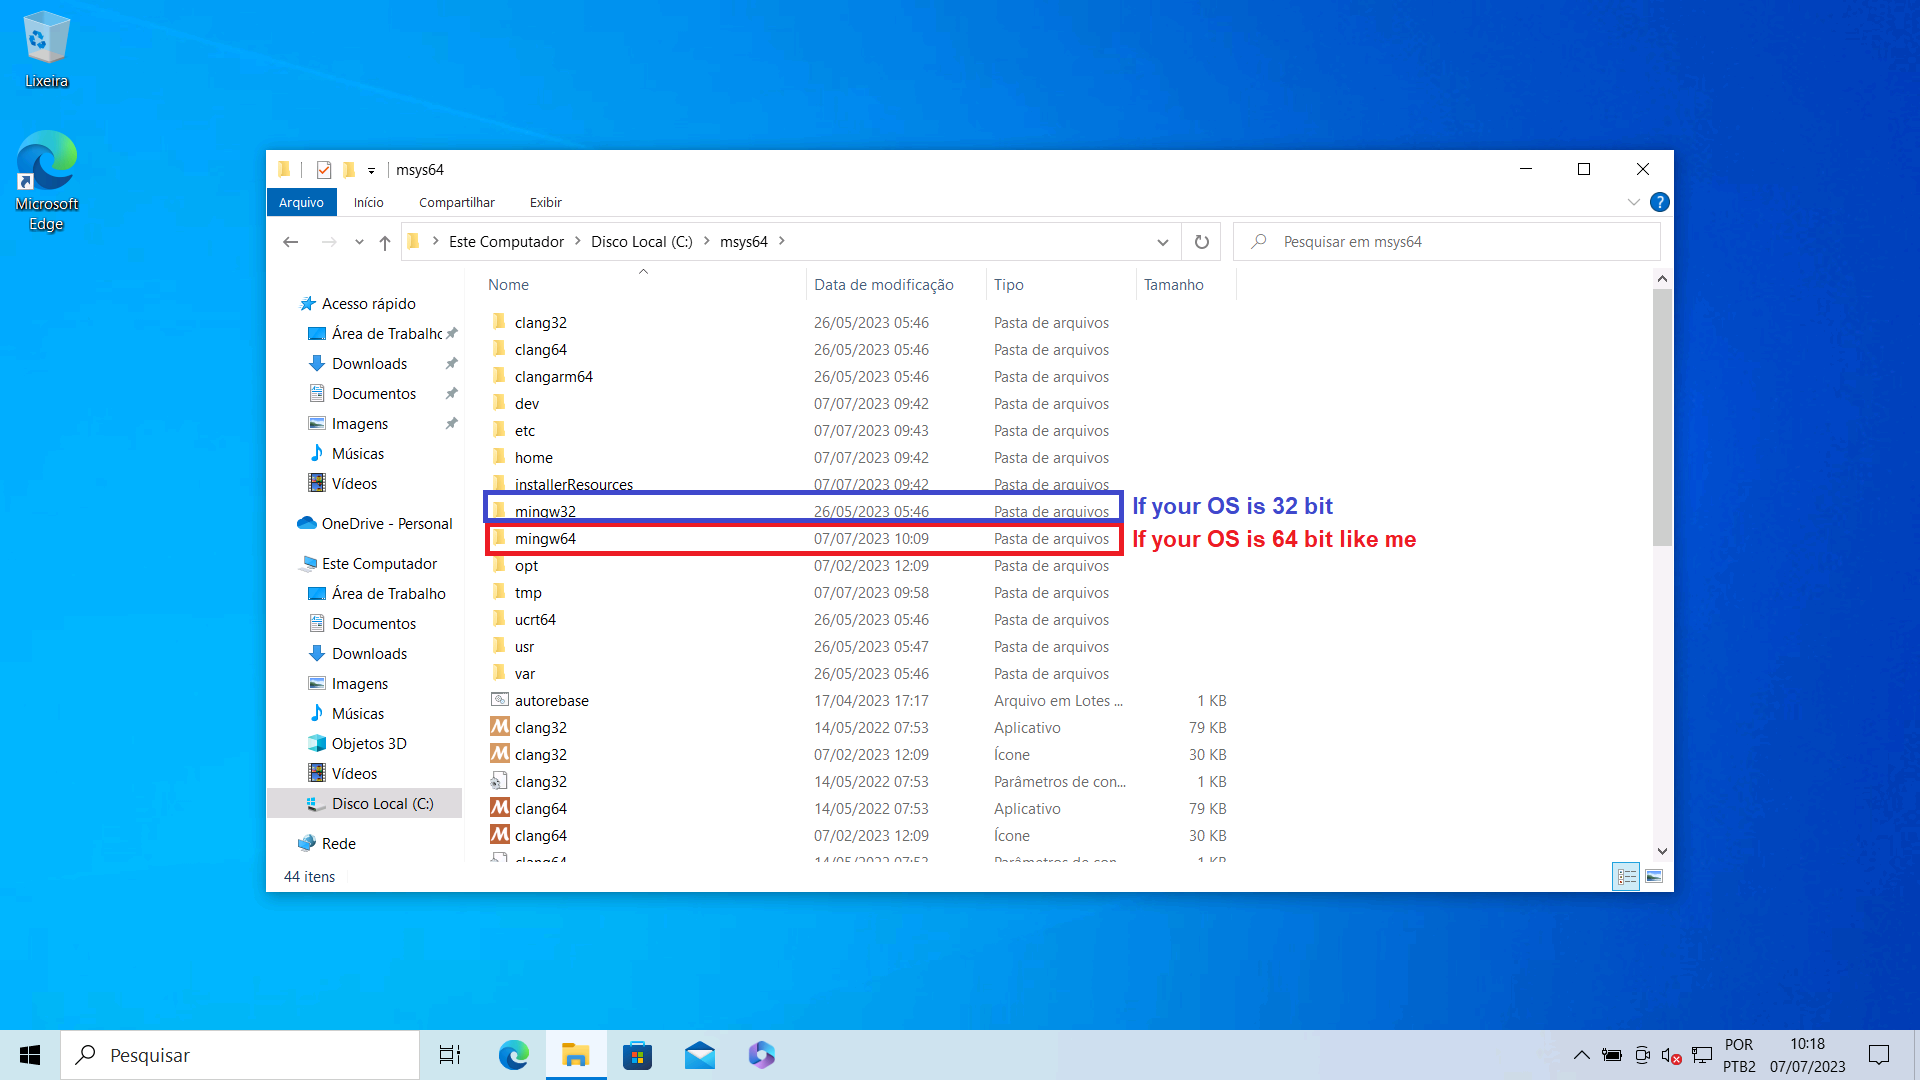 Lixeira
Microsoft
Edge
msys64
Arquivo Início Compartilhar Exibir
Este Computador Disco Local (C:) msys64
Pesquisar em msys64
Nome Data de modificação Tipo Tamanho
Acesso rápido
Área de Trabalho
Downloads
Documentos
Imagens
Músicas
Vídeos
OneDrive - Personal
Este Computador
Área de Trabalho
Documentos
Downloads
Imagens
Músicas
Objetos 3D
Vídeos
Disco Local (C:)
Rede
clang32 26/05/2023 05:46 Pasta de arquivos
clang64 26/05/2023 05:46 Pasta de arquivos
clangarm64 26/05/2023 05:46 Pasta de arquivos
dev 07/07/2023 09:42 Pasta de arquivos
etc 07/07/2023 09:43 Pasta de arquivos
home 07/07/2023 09:42 Pasta de arquivos
installerResources 07/07/2023 09:42 Pasta de arquivos
mingw32 26/05/2023 05:46 Pasta de arquivos If your OS is 32 bit
mingw64 07/07/2023 10:09 Pasta de arquivos If your OS is 64 bit like me
opt 07/02/2023 12:09 Pasta de arquivos
tmp 07/07/2023 09:58 Pasta de arquivos
ucrt64 26/05/2023 05:46 Pasta de arquivos
usr 26/05/2023 05:47 Pasta de arquivos
var 26/05/2023 05:46 Pasta de arquivos
autorebase 17/04/2023 17:17 Arquivo em Lotes ... 1 KB
clang32 14/05/2022 07:53 Aplicativo 79 KB
clang32 07/02/2023 12:09 Ícone 30 KB
clang32 14/05/2022 07:53 Parâmetros de con... 1 KB
clang64 14/05/2022 07:53 Aplicativo 79 KB
clang64 07/02/2023 12:09 Ícone 30 KB
clang64 14/05/2022 07:53 Parâmetros de con... 1 KB
44 itens
Pesquisar
POR
PTB2
10:18
07/07/2023